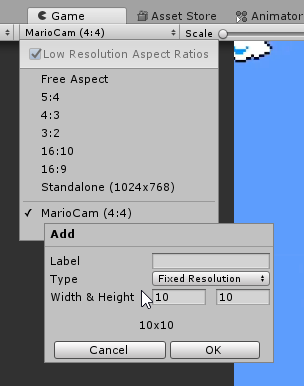 Game Asset Store Animator
MarioCam (4:4) Scale
Low Resolution Aspect Ratios
Free Aspect
5:4
4:3
3:2
16:10
16:9
Standalone (1024x768)
MarioCam (4:4)
Add
Label
Type Fixed Resolution
Width & Height 10 10
10x10
Cancel OK